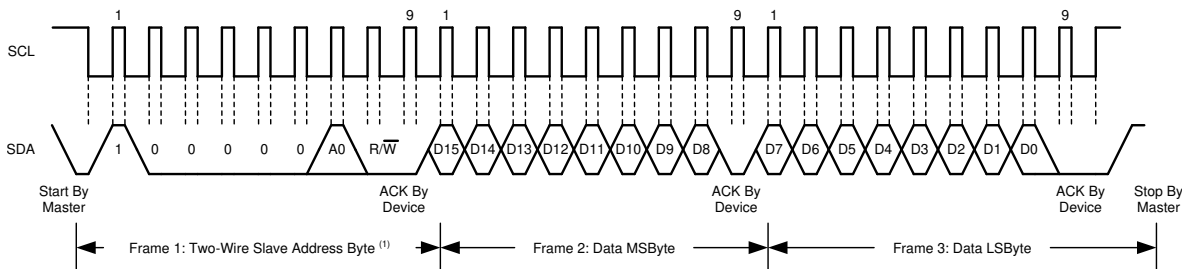 1 9 1 9 1 9
SCL
SDA
1 0 0 0 0 0 A0 R/W̅ D15 D14 D13 D12 D11 D10 D9 D8 D7 D6 D5 D4 D3 D2 D1 D0
Start By
Master
ACK By
Device
ACK By
Device
ACK By
Device
Stop By
Master
Frame 1: Two-Wire Slave Address Byte (1)
Frame 2: Data MSByte
Frame 3: Data LSByte